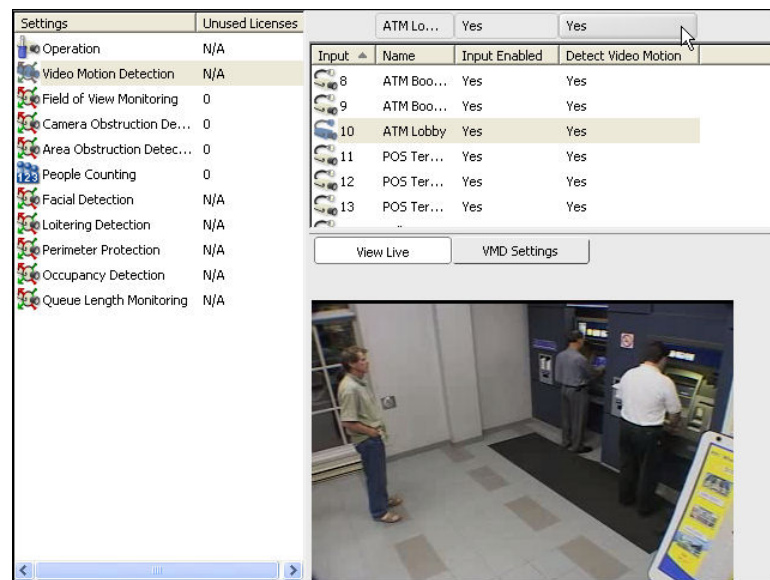 Settings Unused Licenses
Operation N/A
Video Motion Detection N/A
Field of View Monitoring 0
Camera Obstruction De... 0
Area Obstruction Detec... 0
People Counting 0
Facial Detection N/A
Loitering Detection N/A
Perimeter Protection N/A
Occupancy Detection N/A
Queue Length Monitoring N/A
ATM Lo... Yes Yes
Input Name Input Enabled Detect Video Motion
8 ATM Boo... Yes Yes
9 ATM Boo... Yes Yes
10 ATM Lobby Yes Yes
11 POS Ter... Yes Yes
12 POS Ter... Yes Yes
13 POS Ter... Yes Yes
View Live VMD Settings
123